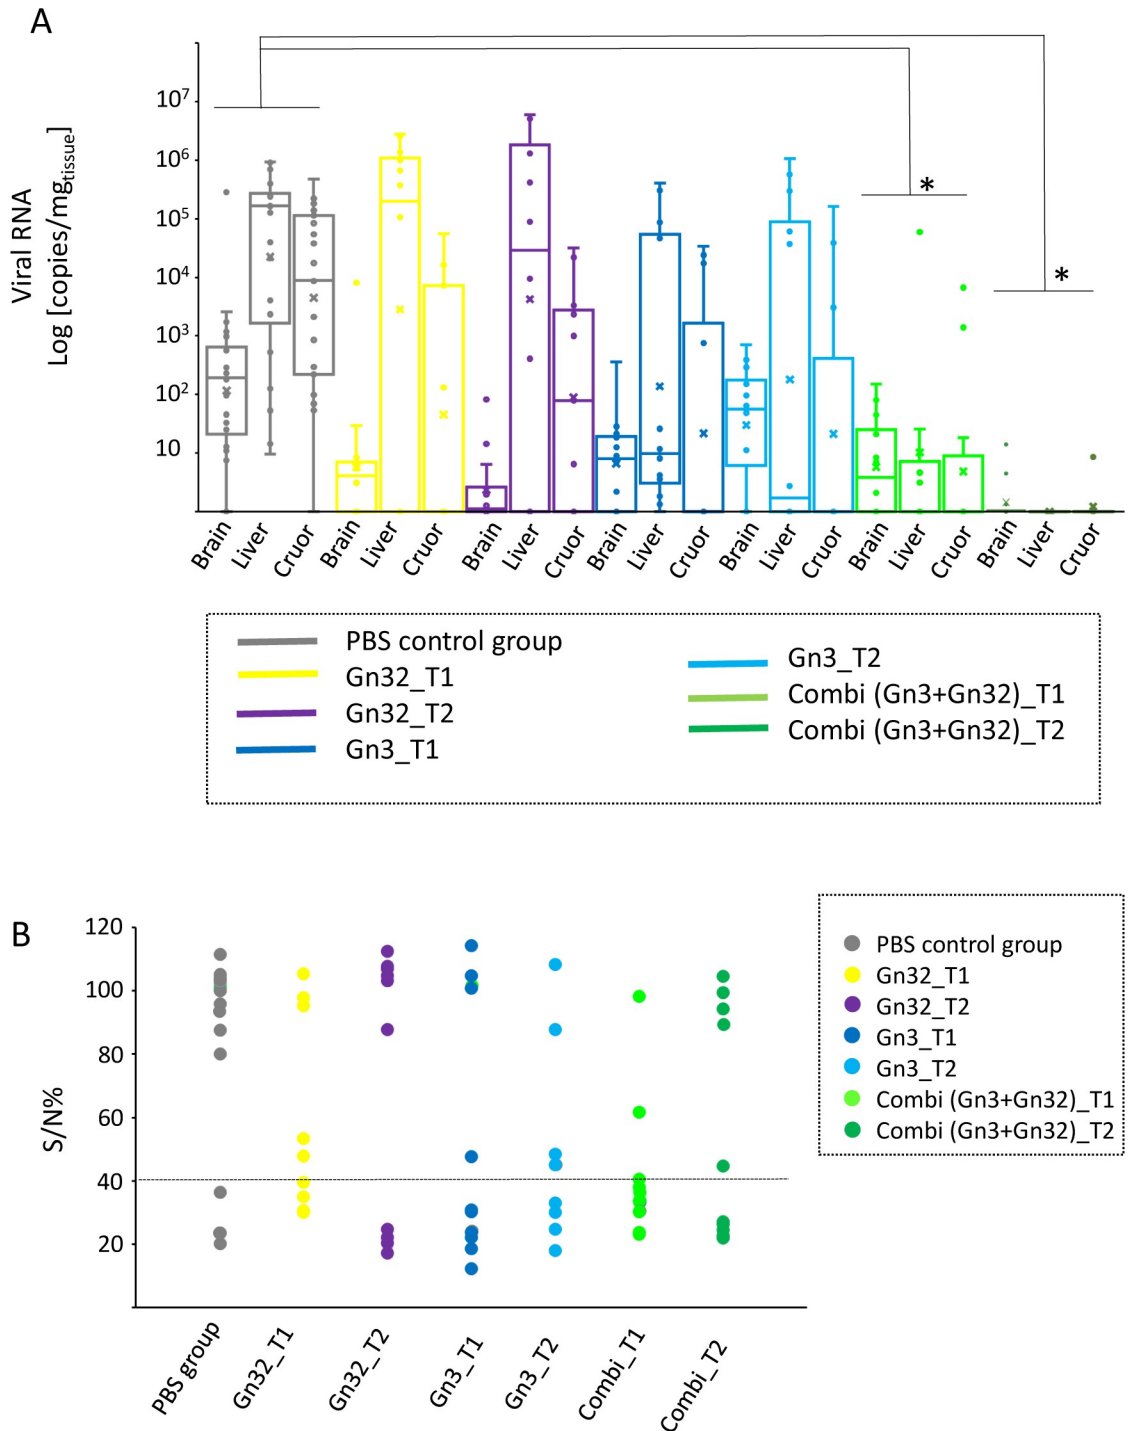 A
Viral RNA
Log [copies/mgtissue]
10⁷
10⁶
10⁵
10⁴
10³
10²
10
*
*
Brain Liver Cruor Brain Liver Cruor Brain Liver Cruor Brain Liver Cruor Brain Liver Cruor Brain Liver Cruor Brain Liver Cruor
PBS control group
Gn32_T1
Gn32_T2
Gn3_T1
Gn3_T2
Combi (Gn3+Gn32)_T1
Combi (Gn3+Gn32)_T2
B
S/N%
120
100
80
60
40
20
PBS group Gn32_T1 Gn32_T2 Gn3_T1 Gn3_T2 Combi_T1 Combi_T2
PBS control group
Gn32_T1
Gn32_T2
Gn3_T1
Gn3_T2
Combi (Gn3+Gn32)_T1
Combi (Gn3+Gn32)_T2